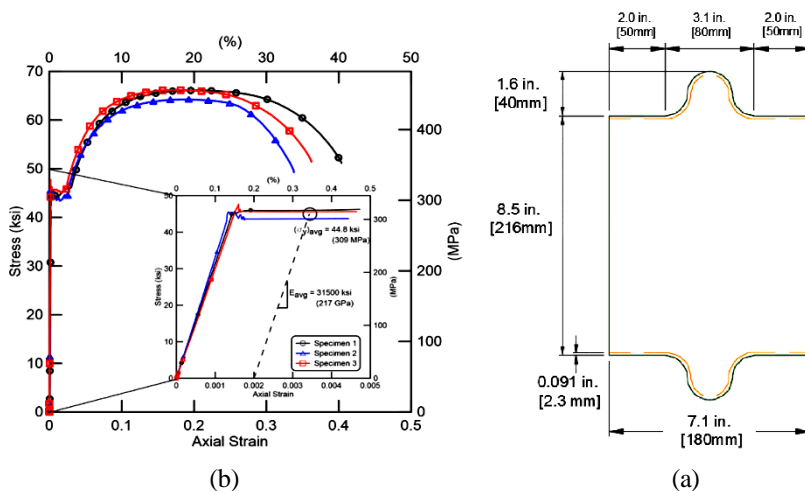 (%)
0 10 20 30 40 50
70
60
50
40
30
20
10
0
Stress (ksi)
400
300
200
100
0
(MPa)
0 0.1 0.2 0.3 0.4 0.5
Axial Strain
(%)
0 0.1 0.2 0.3 0.4 0.5
50
40
30
20
10
0
Stress (ksi)
300
200
100
0
(MPa)
(σy)avg = 44.8 ksi
(309 MPa)
Eavg = 31500 ksi
(217 GPa)
Specimen 1
Specimen 2
Specimen 3
0 0.001 0.002 0.003 0.004 0.005
Axial Strain
(b)
2.0 in. 3.1 in. 2.0 in.
[50mm] [80mm] [50mm]
1.6 in.
[40mm]
8.5 in.
[216mm]
0.091 in.
[2.3 mm]
7.1 in.
[180mm]
(a)